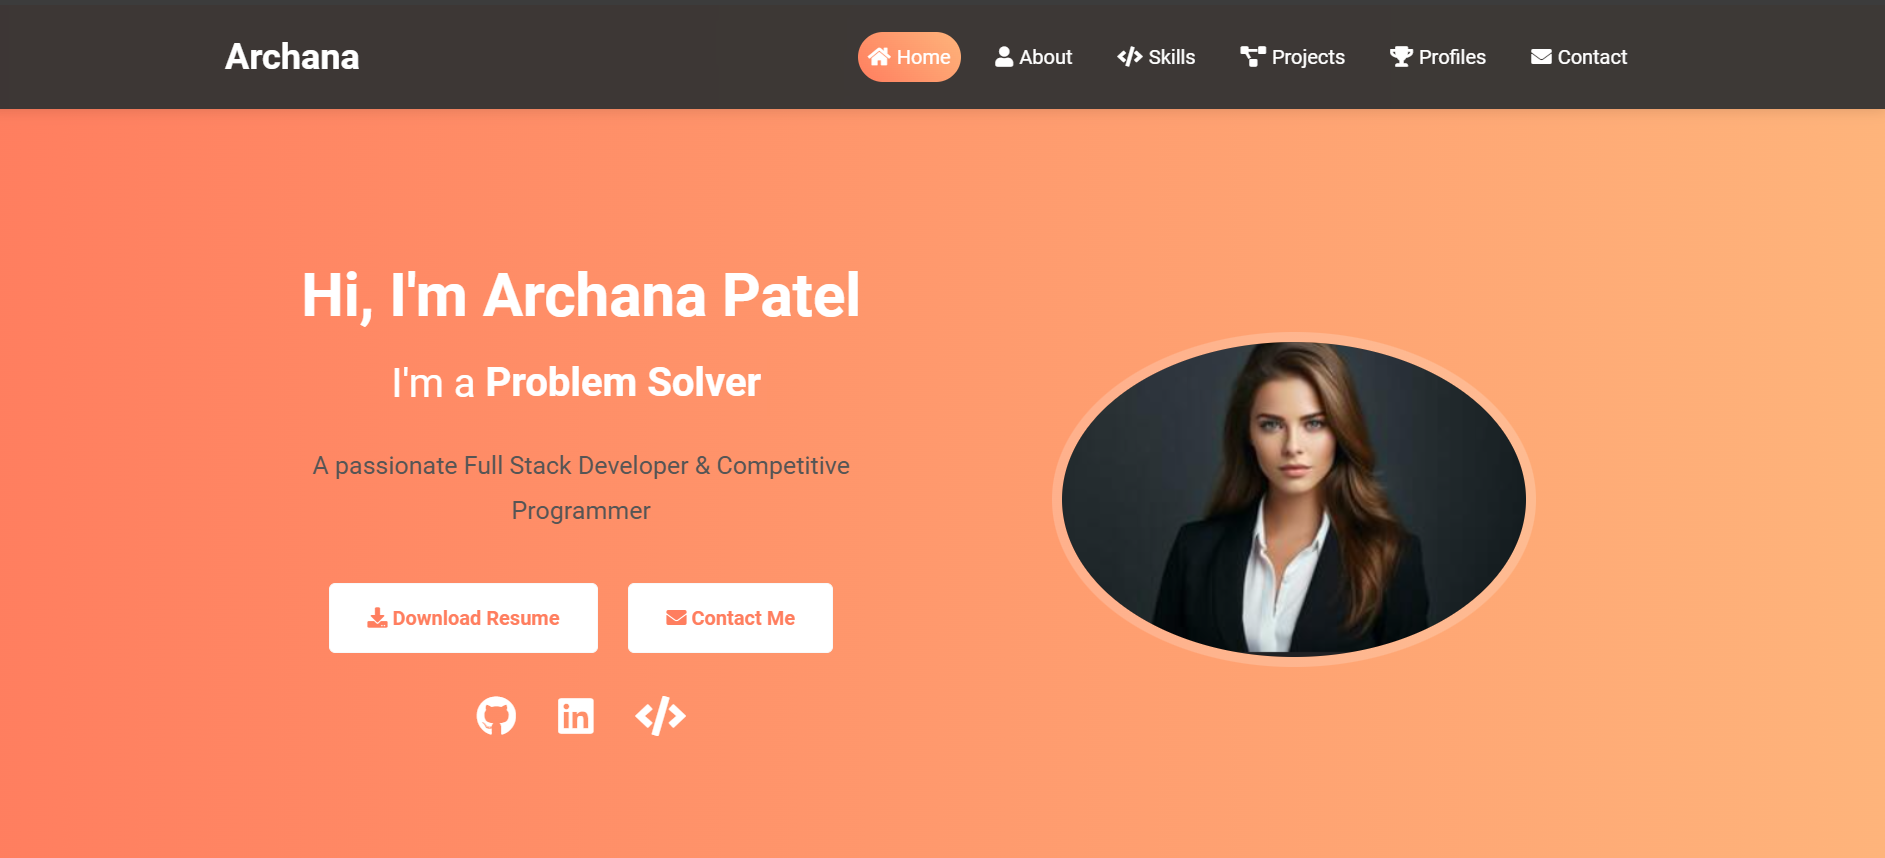 Archana
Home
About
Skills
Projects
Profiles
Contact
Hi, I'm Archana Patel
I'm a Problem Solver
A passionate Full Stack Developer & Competitive
Programmer
Download Resume
Contact Me